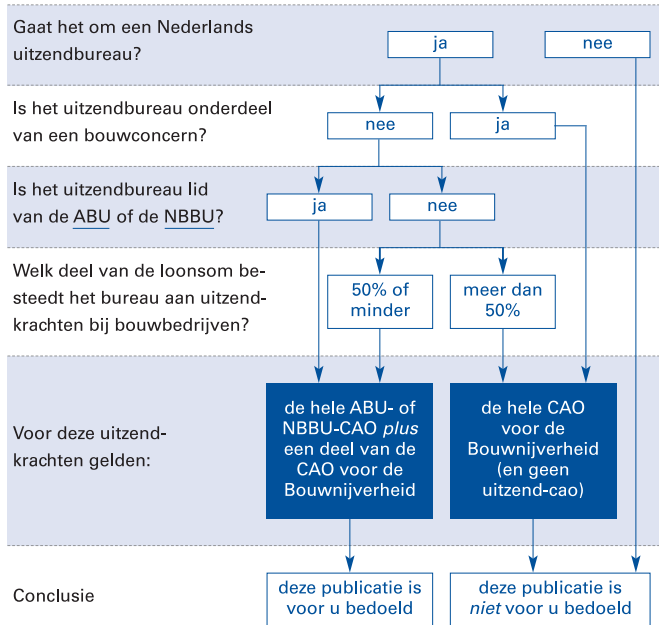 Gaat het om een Nederlands
uitzendbureau?
ja
nee
Is het uitzendbureau onderdeel
van een bouwconcern?
nee
ja
Is het uitzendbureau lid
van de ABU of de NBBU?
ja
nee
Welk deel van de loonsom be-
steedt het bureau aan uitzend-
krachten bij bouwbedrijven?
50% of
minder
meer dan
50%
Voor deze uitzend-
krachten gelden:
de hele ABU- of
NBBU-CAO plus
een deel van de
CAO voor de
Bouwnijverheid
de hele CAO
voor de
Bouwnijverheid
(en geen
uitzend-cao)
Conclusie
deze publicatie is
voor u bedoeld
deze publicatie is
niet voor u bedoeld